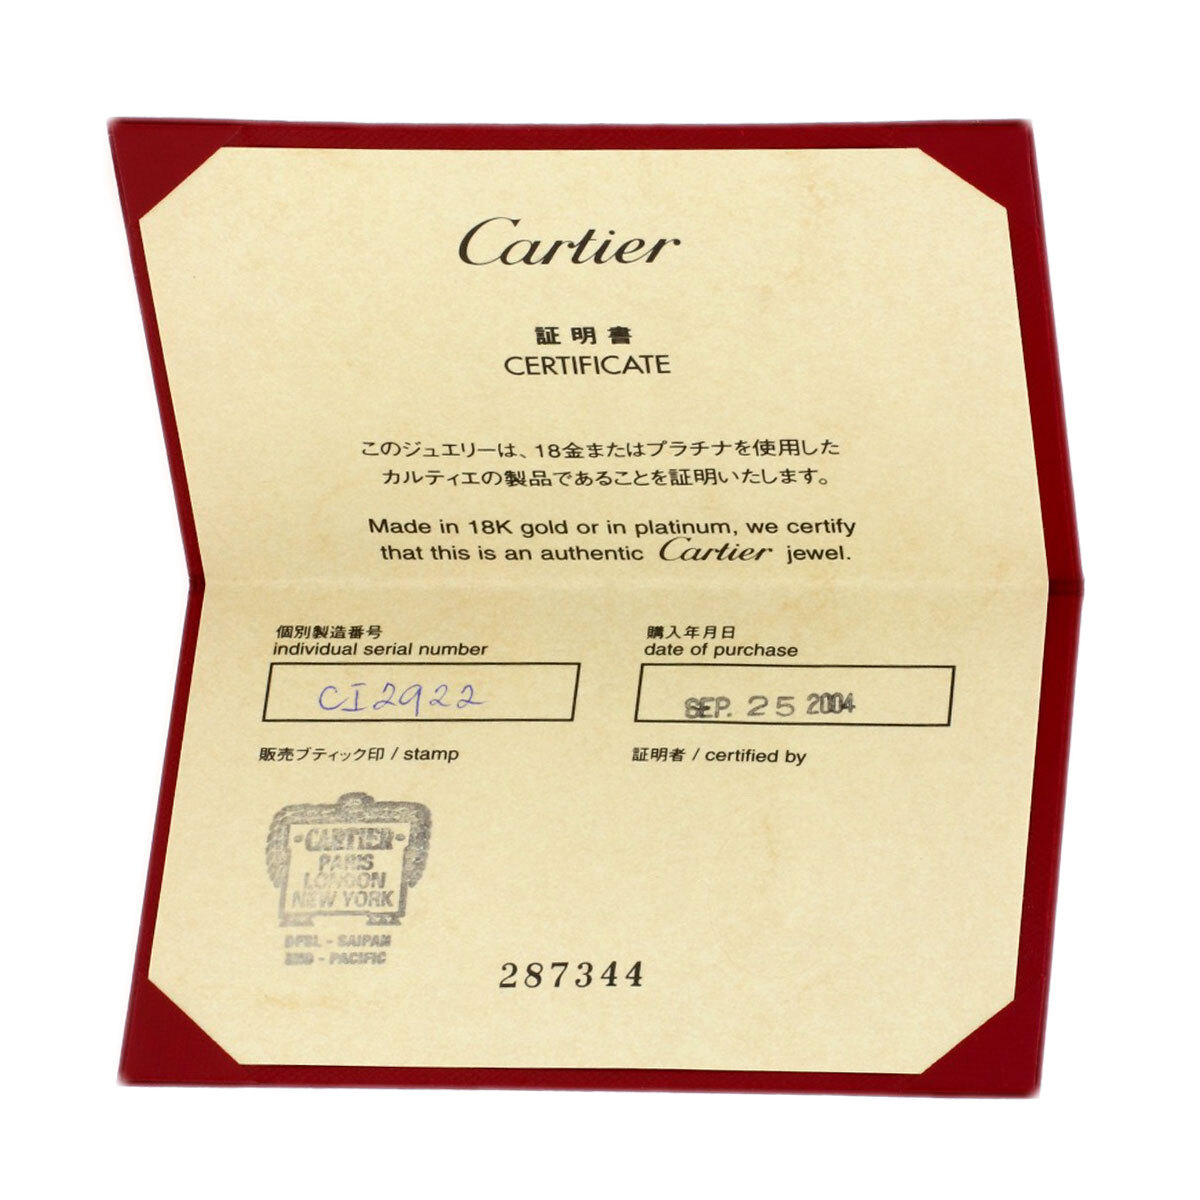 Cartier
証明書
CERTIFICATE
このジュエリーは、18金またはプラチナを使用した
カルティエの製品であることを証明いたします。
Made in 18K gold or in platinum, we certify
that this is an authentic Cartier jewel.
個別製造番号
individual serial number
CI2922
購入年月日
date of purchase
SEP. 25 2004
販売ブティック印 / stamp
証明者 / certified by
-CARTIER-
PARIS
LONDON
NEW YORK
- SAIPAN
- PACIFIC
287344